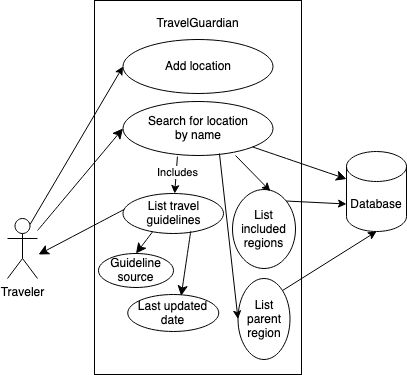 TravelGuardian
Add location
Search for location
by name
Includes
List travel
guidelines
List
included
regions
Database
Guideline
source
Traveler
Last updated
date
List
parent
region